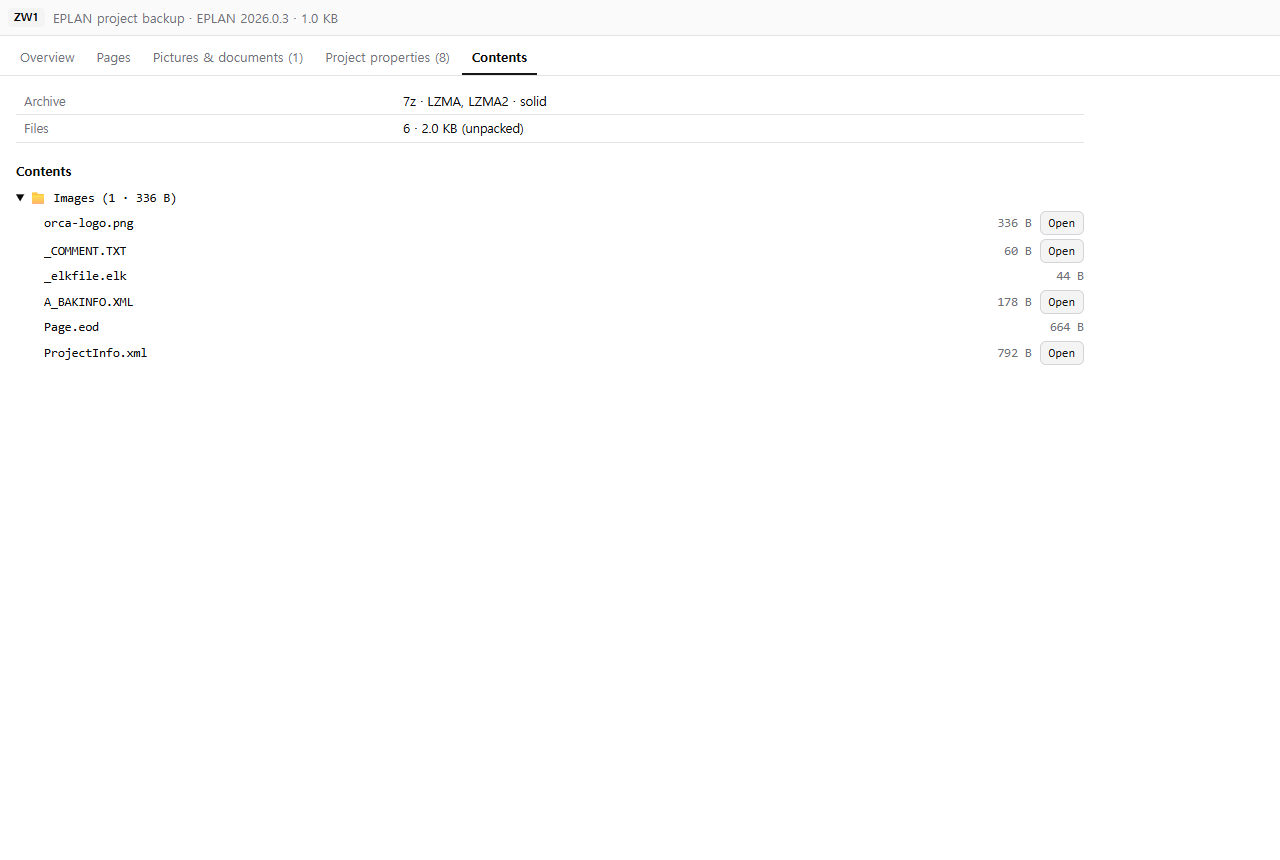 ZW1 EPLAN project backup · EPLAN 2026.0.3 · 1.0 KB
Overview Pages Pictures & documents (1) Project properties (8) Contents
Archive 7z · LZMA, LZMA2 · solid
Files 6 · 2.0 KB (unpacked)
Contents
Images (1 · 336 B)
orca-logo.png 336 B Open
_COMMENT.TXT 60 B Open
_elkfile.elk 44 B
A_BAKINFO.XML 178 B Open
Page.eod 664 B
ProjectInfo.xml 792 B Open